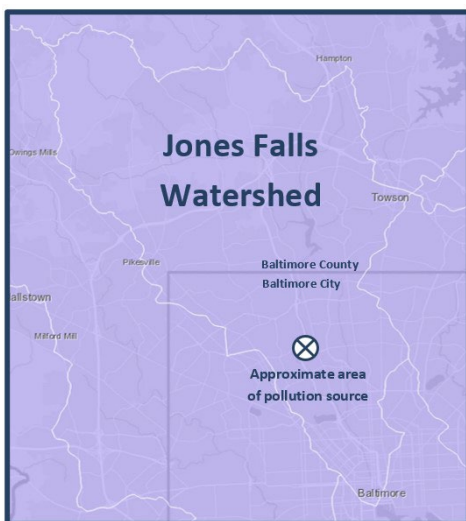 Hampton
Jones Falls
Watershed
Owings Mills
Towson
Pikesville
Baltimore County
Baltimore City
allstown
Milford Mill
Approximate area
of pollution source
Baltimore